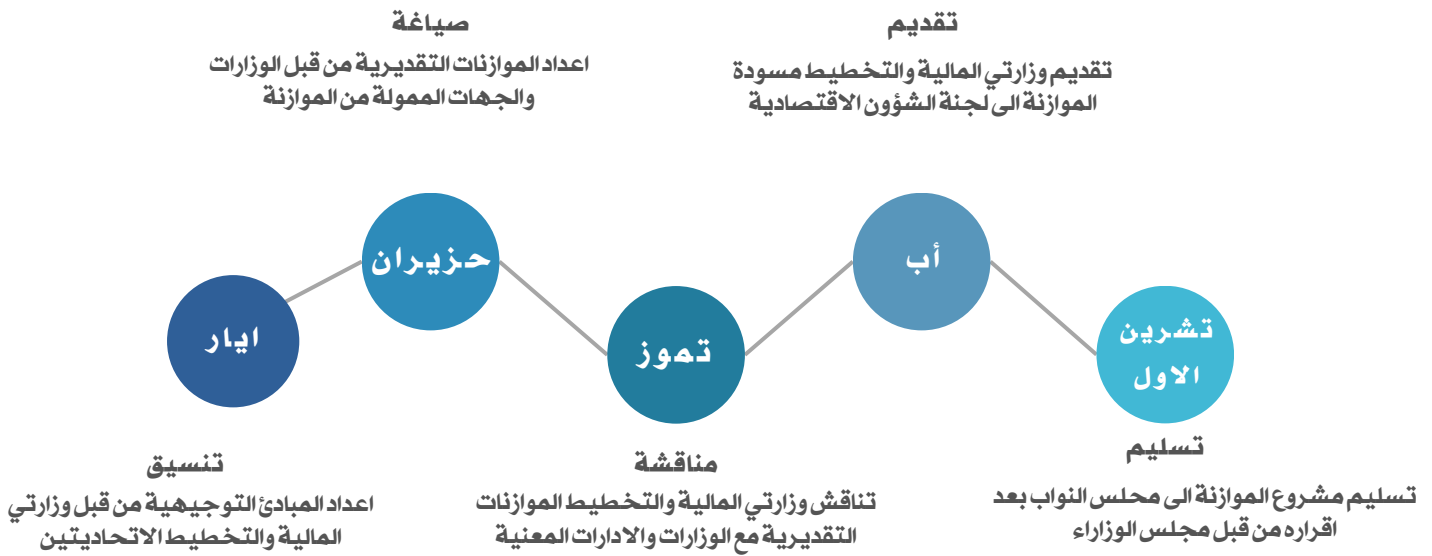 صياغة
اعداد الموازنات التقديرية من قبل الوزارات
والجهات الممولة من الموازنة
تقديم
تقديم وزارتي المالية والتخطيط مسودة
الموازنة الى لجنة الشؤون الاقتصادية
ايار
حزيران
تموز
أب
تشرين
الاول
تنسيق
اعداد المبادئ التوجيهية من قبل وزارتي
المالية والتخطيط الاتحاديتين
مناقشة
تناقش وزارتي المالية والتخطيط الموازنات
التقديرية مع الوزارات والادارات المعنية
تسليم
تسليم مشروع الموازنة الى محلس النواب بعد
اقراره من قبل مجلس الوزاراء